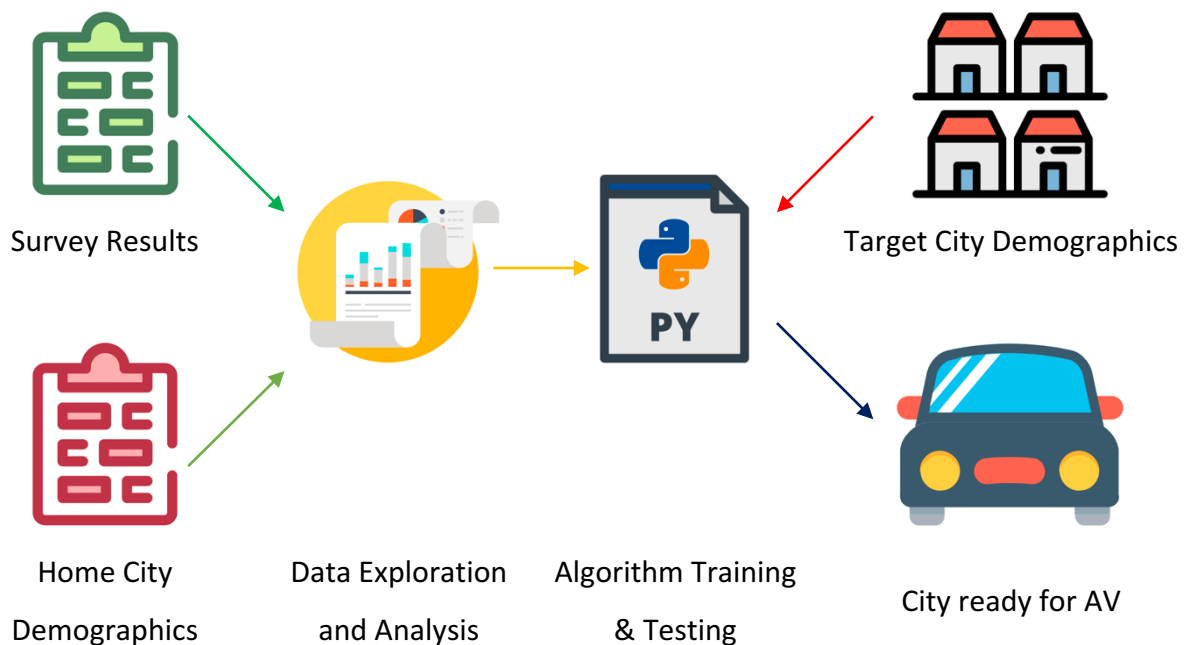 Survey Results
Target City Demographics
PY
Home City
Demographics
Data Exploration
and Analysis
Algorithm Training
& Testing
City ready for AV